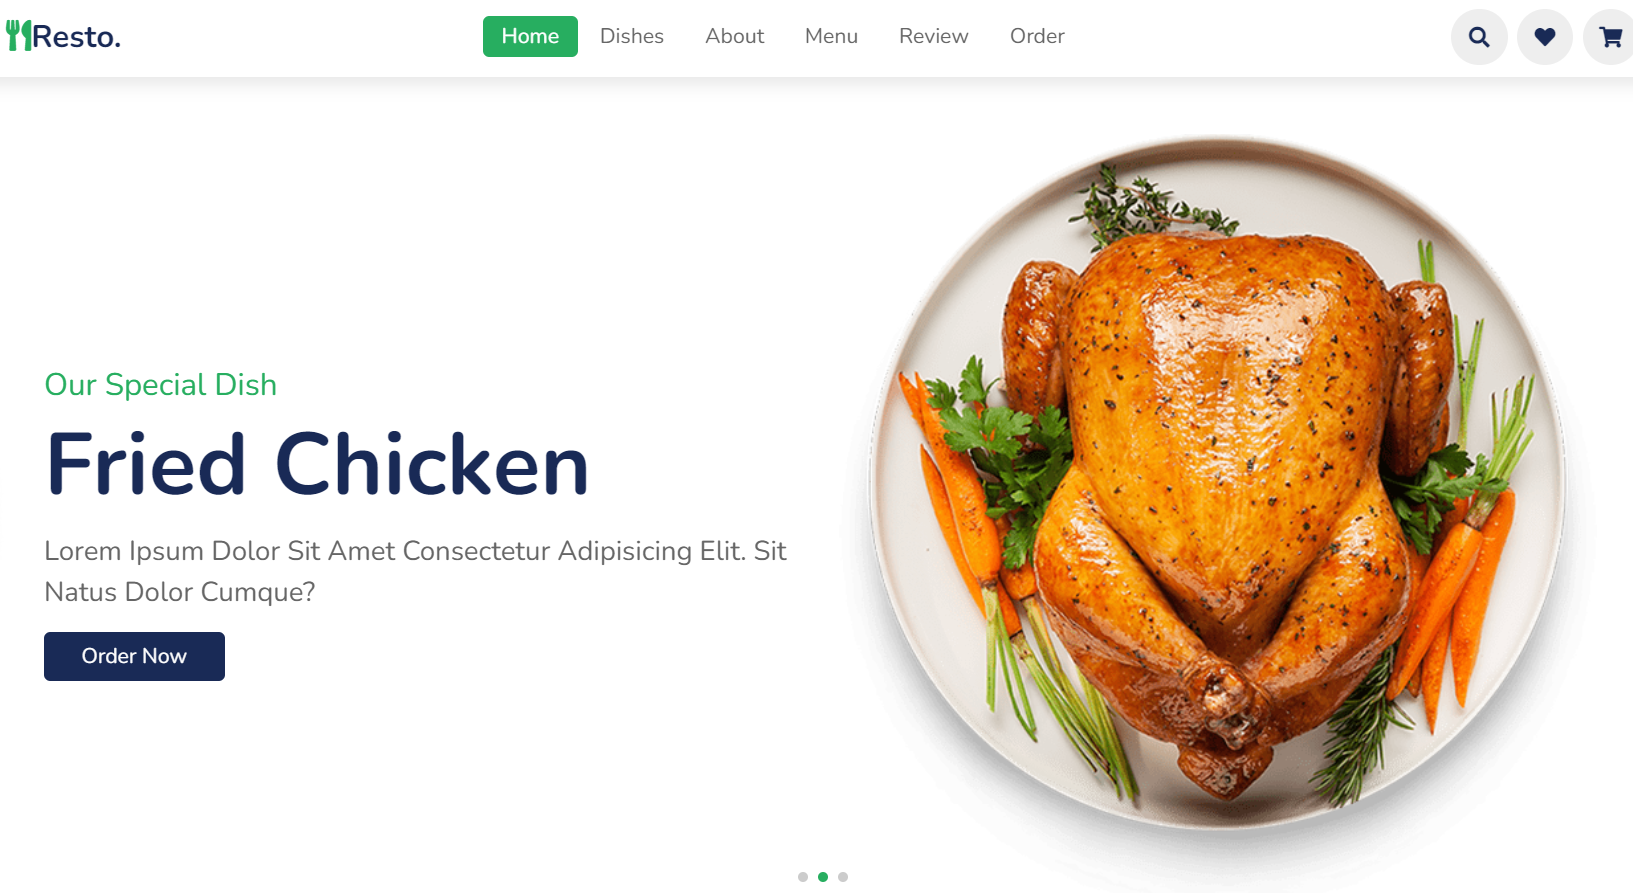 Resto.
Home Dishes About Menu Review Order
Our Special Dish
Fried Chicken
Lorem Ipsum Dolor Sit Amet Consectetur Adipisicing Elit. Sit
Natus Dolor Cumque?
Order Now